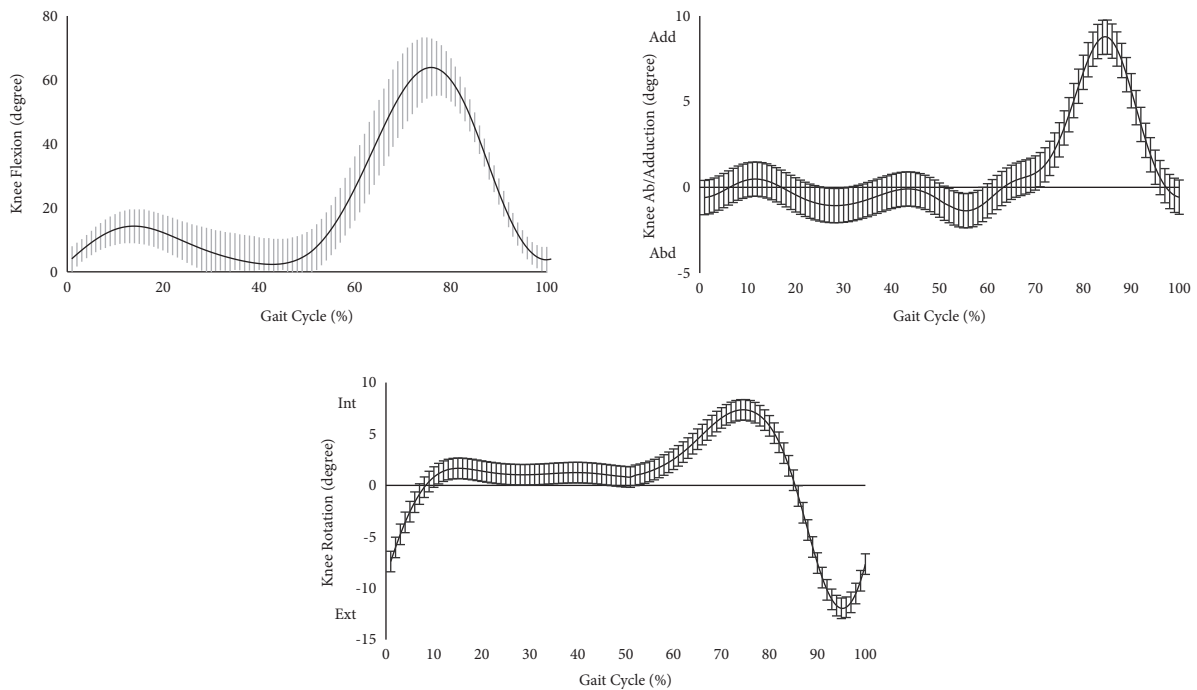 80
60
40
20
0
Knee Flexion (degree)
0 20 40 60 80 100
Gait Cycle (%)
10
Add
5
0
Abd
-5
Knee Ab/Adduction (degree)
0 10 20 30 40 50 60 70 80 90 100
Gait Cycle (%)
10
Int
5
0
-5
-10
Ext
-15
Knee Rotation (degree)
0 10 20 30 40 50 60 70 80 90 100
Gait Cycle (%)